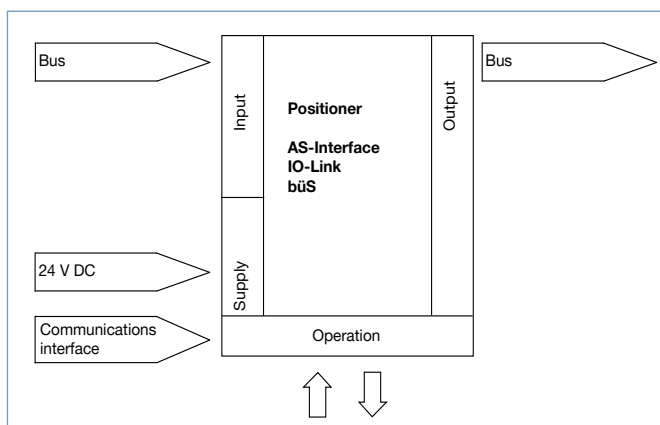 Bus
Bus
Input
Positioner
AS-Interface
IO-Link
büS
Output
24 V DC
Supply
Communications
interface
Operation